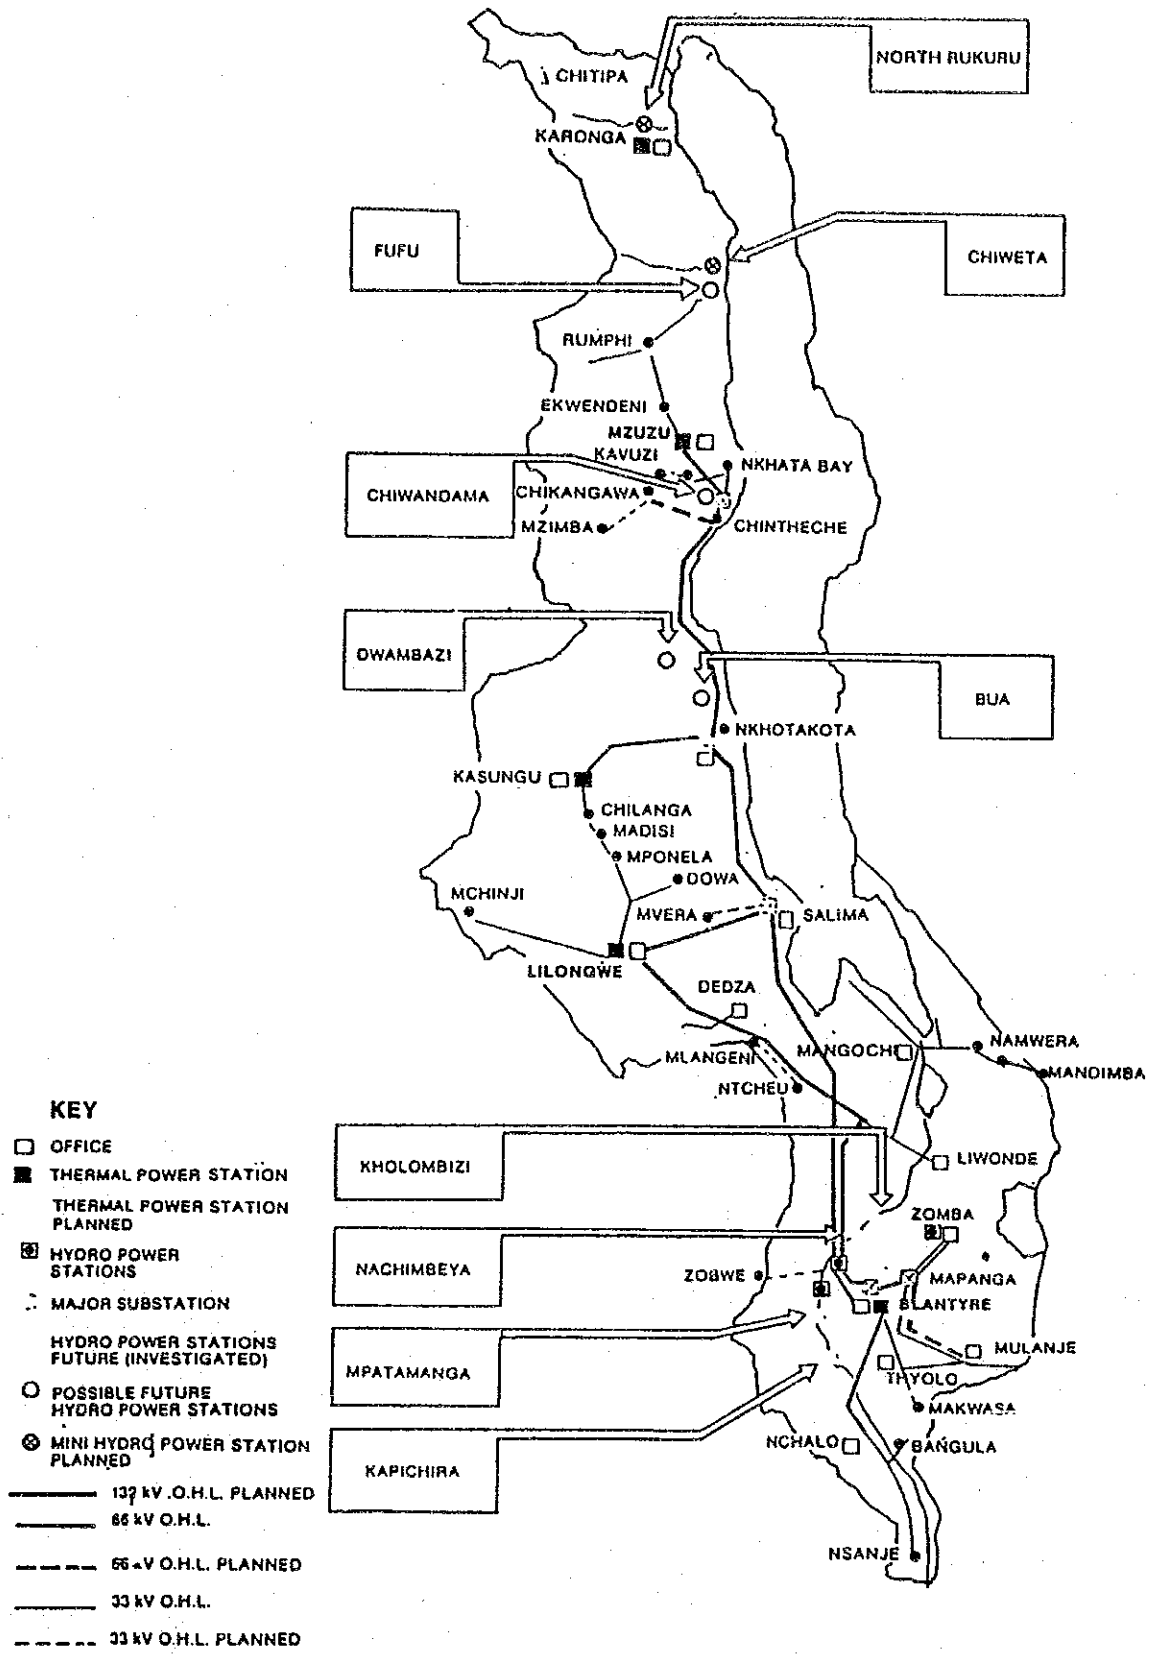 NORTH RUKURU
CHITIPA
KARONGA
FUFU
CHIWETA
RUMPHI
EKWENDENI
MZUZU
KAVUZI
NKHATA BAY
CHIWANDAMA
CHIKANGAWA
MZIMBA
CHINTHECHE
DWAMBAZI
BUA
NKHOTAKOTA
KASUNGU
CHILANGA
MADISI
MPONELA
DOWA
MCHINJI
MVERA
SALIMA
LILONGWE
DEDZA
MLANGENI
MANGOCHI
NAMWERA
MANDIMBA
NTCHEU
KHOLOMBIZI
LIWONDE
ZOMBA
NACHIMBEYA
ZOBWE
MAPANGA
BLANTYRE
MPATAMANGA
MULANJE
THYOLO
MAKWASA
NCHALO
BANGULA
KAPICHIRA
NSANJE
KEY
OFFICE
THERMAL POWER STATION
THERMAL POWER STATION
PLANNED
HYDRO POWER
STATIONS
MAJOR SUBSTATION
HYDRO POWER STATIONS
FUTURE (INVESTIGATED)
POSSIBLE FUTURE
HYDRO POWER STATIONS
MINI HYDRO POWER STATION
PLANNED
132 kV O.H.L. PLANNED
66 kV O.H.L.
66 kV O.H.L. PLANNED
33 kV O.H.L.
33 kV O.H.L. PLANNED